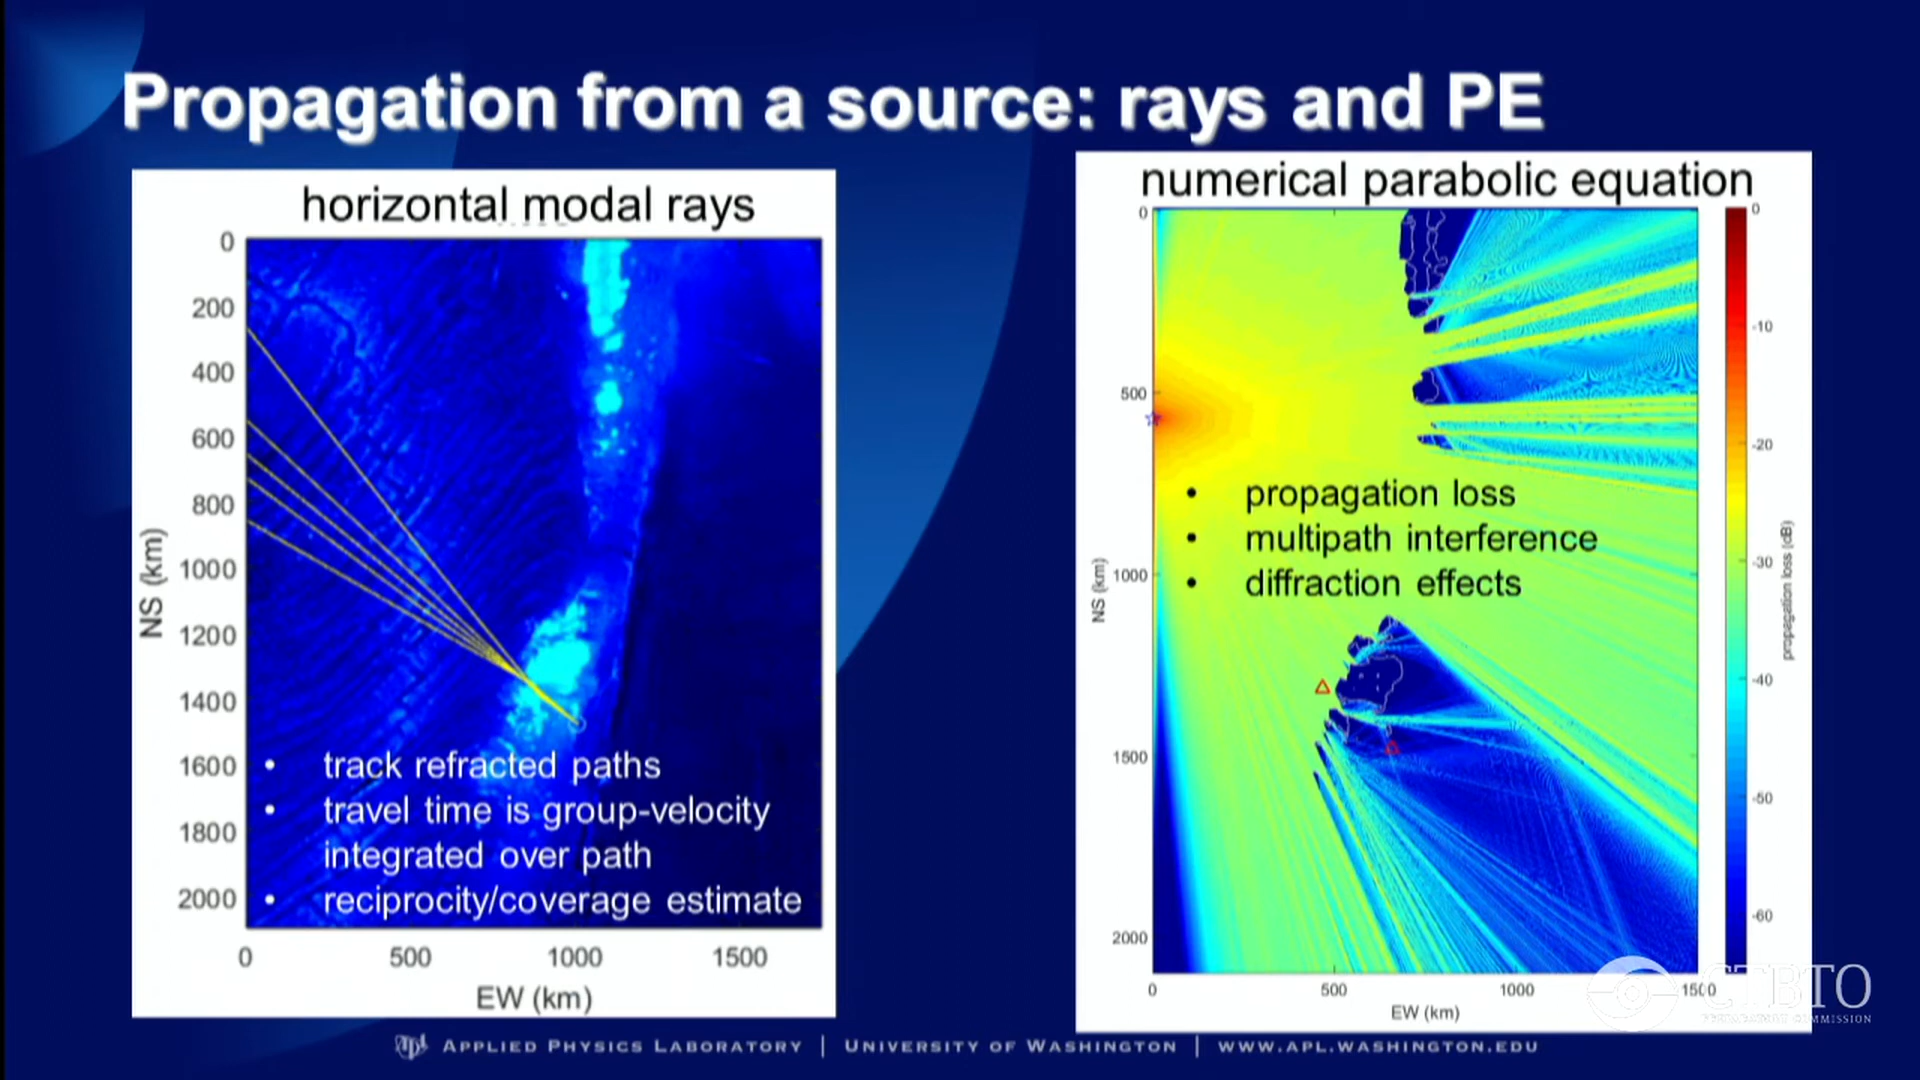 Propagation from a source: rays and PE
horizontal modal rays
0
200
400
600
800
1000
1200
1400
1600
1800
2000
NS (km)
• track refracted paths
• travel time is group-velocity
integrated over path
• reciprocity/coverage estimate
0 500 1000 1500
EW (km)
numerical parabolic equation
0
500
1000
1500
2000
NS (km)
• propagation loss
• multipath interference
• diffraction effects
0 500 1000 1500
EW (km)
0
-10
-20
-30
-40
-50
-60
propagation loss (dB)
CTBTO
PREPARATORY COMMISSION
APPLIED PHYSICS LABORATORY | UNIVERSITY OF WASHINGTON | WWW.APL.WASHINGTON.EDU